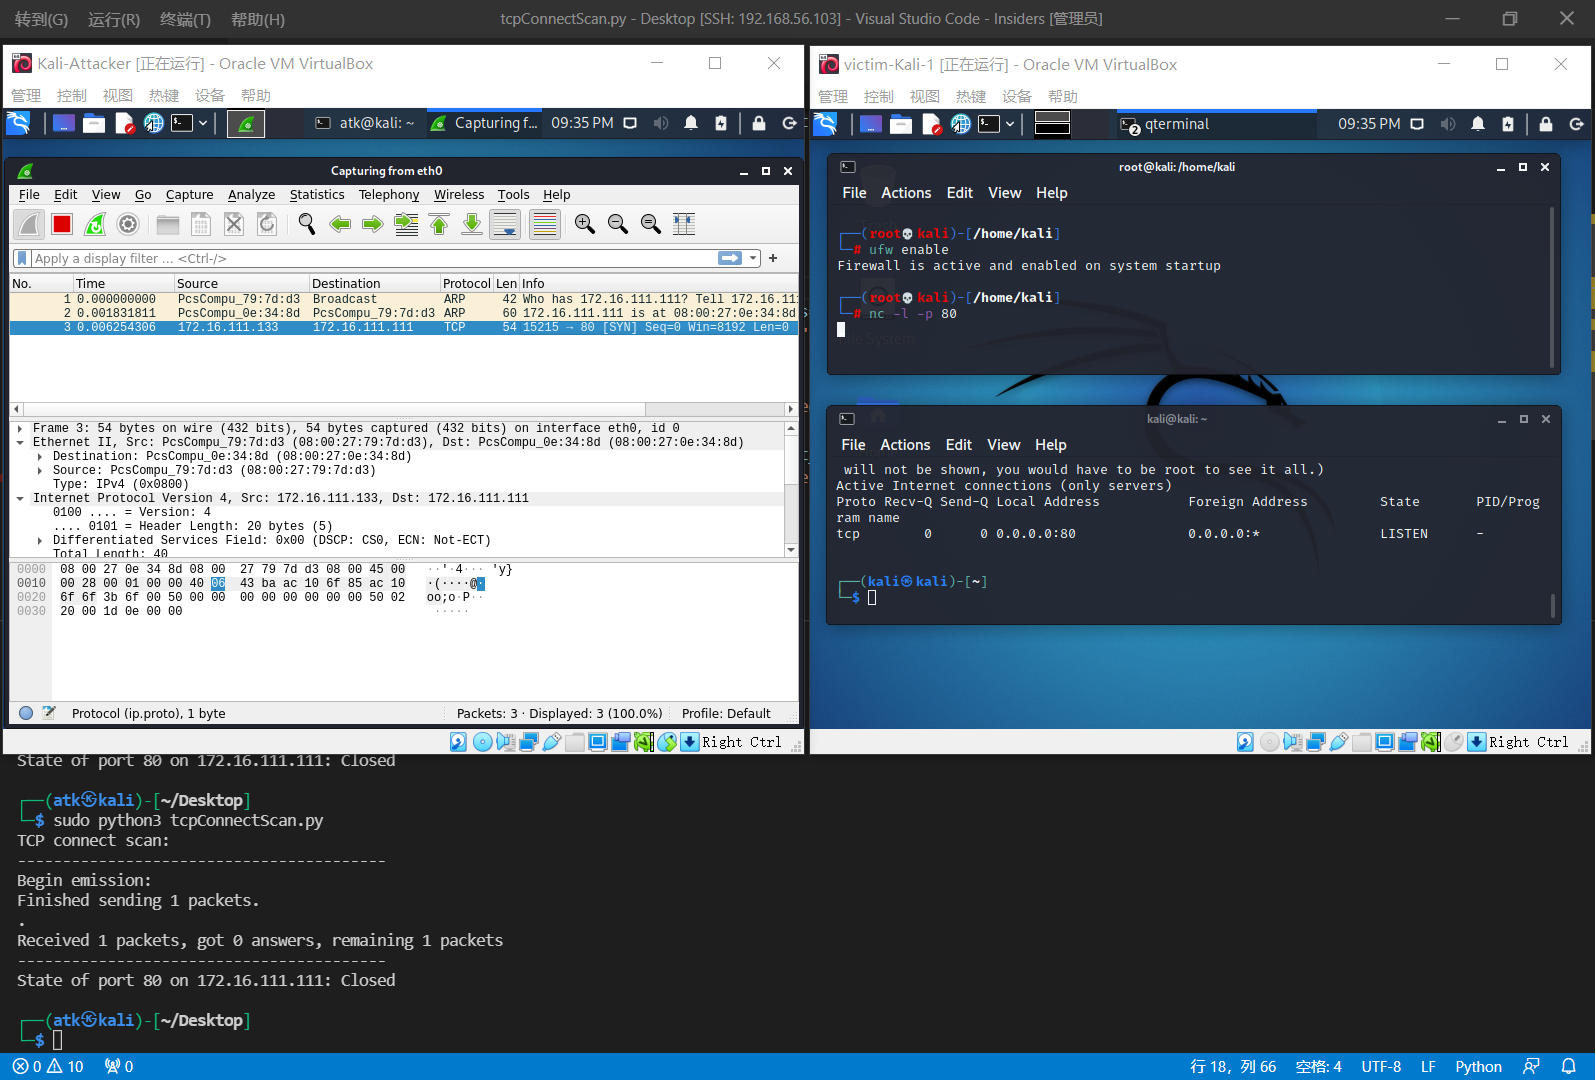 转到(G) 运行(R) 终端(T) 帮助(H) tcpConnectScan.py - Desktop [SSH: 192.168.56.103] - Visual Studio Code - Insiders [管理员]
Kali-Attacker [正在运行] - Oracle VM VirtualBox
管理 控制 视图 热键 设备 帮助
atk@kali: ~ Capturing f... 09:35 PM
Capturing from eth0
File Edit View Go Capture Analyze Statistics Telephony Wireless Tools Help
Apply a display filter ... <Ctrl-/>
No. Time Source Destination Protocol Len Info
1 0.000000000 PcsCompu_79:7d:d3 Broadcast ARP 42 Who has 172.16.111.111? Tell 172.16.11
2 0.001831811 PcsCompu_0e:34:8d PcsCompu_79:7d:d3 ARP 60 172.16.111.111 is at 08:00:27:0e:34:8d
3 0.006254306 172.16.111.133 172.16.111.111 TCP 54 15215 → 80 [SYN] Seq=0 Win=8192 Len=0
Frame 3: 54 bytes on wire (432 bits), 54 bytes captured (432 bits) on interface eth0, id 0
Ethernet II, Src: PcsCompu_79:7d:d3 (08:00:27:79:7d:d3), Dst: PcsCompu_0e:34:8d (08:00:27:0e:34:8d)
Destination: PcsCompu_0e:34:8d (08:00:27:0e:34:8d)
Source: PcsCompu_79:7d:d3 (08:00:27:79:7d:d3)
Type: IPv4 (0x0800)
Internet Protocol Version 4, Src: 172.16.111.133, Dst: 172.16.111.111
0100 .... = Version: 4
.... 0101 = Header Length: 20 bytes (5)
Differentiated Services Field: 0x00 (DSCP: CS0, ECN: Not-ECT)
Total Length: 40
0000 08 00 27 0e 34 8d 08 00 27 79 7d d3 08 00 45 00 ··'·4··· 'y}
0010 00 28 00 01 00 00 40 06 43 ba ac 10 6f 85 ac 10 ·(····@·
0020 6f 6f 3b 6f 00 50 00 00 00 00 00 00 00 00 50 02 oo;o·P··
0030 20 00 1d 0e 00 00 ·····
Protocol (ip.proto), 1 byte Packets: 3 · Displayed: 3 (100.0%) Profile: Default
Right Ctrl
victim-Kali-1 [正在运行] - Oracle VM VirtualBox
管理 控制 视图 热键 设备 帮助
2 qterminal 09:35 PM
root@kali: /home/kali
File Actions Edit View Help
┌──(root💀kali)-[/home/kali]
└─# ufw enable
Firewall is active and enabled on system startup
┌──(root💀kali)-[/home/kali]
└─# nc -l -p 80
File System
kali@kali: ~
File Actions Edit View Help
will not be shown, you would have to be root to see it all.)
Active Internet connections (only servers)
Proto Recv-Q Send-Q Local Address Foreign Address State PID/Prog
ram name
tcp 0 0 0.0.0.0:80 0.0.0.0:* LISTEN -
┌──(kali㉿kali)-[~]
└─$
Right Ctrl
State of port 80 on 172.16.111.111: Closed
┌──(atk㉿kali)-[~/Desktop]
└─$ sudo python3 tcpConnectScan.py
TCP connect scan:
-----------------------------------------
Begin emission:
Finished sending 1 packets.
.
Received 1 packets, got 0 answers, remaining 1 packets
-----------------------------------------
State of port 80 on 172.16.111.111: Closed
┌──(atk㉿kali)-[~/Desktop]
└─$
0 10 0 行 18，列 66 空格: 4 UTF-8 LF Python